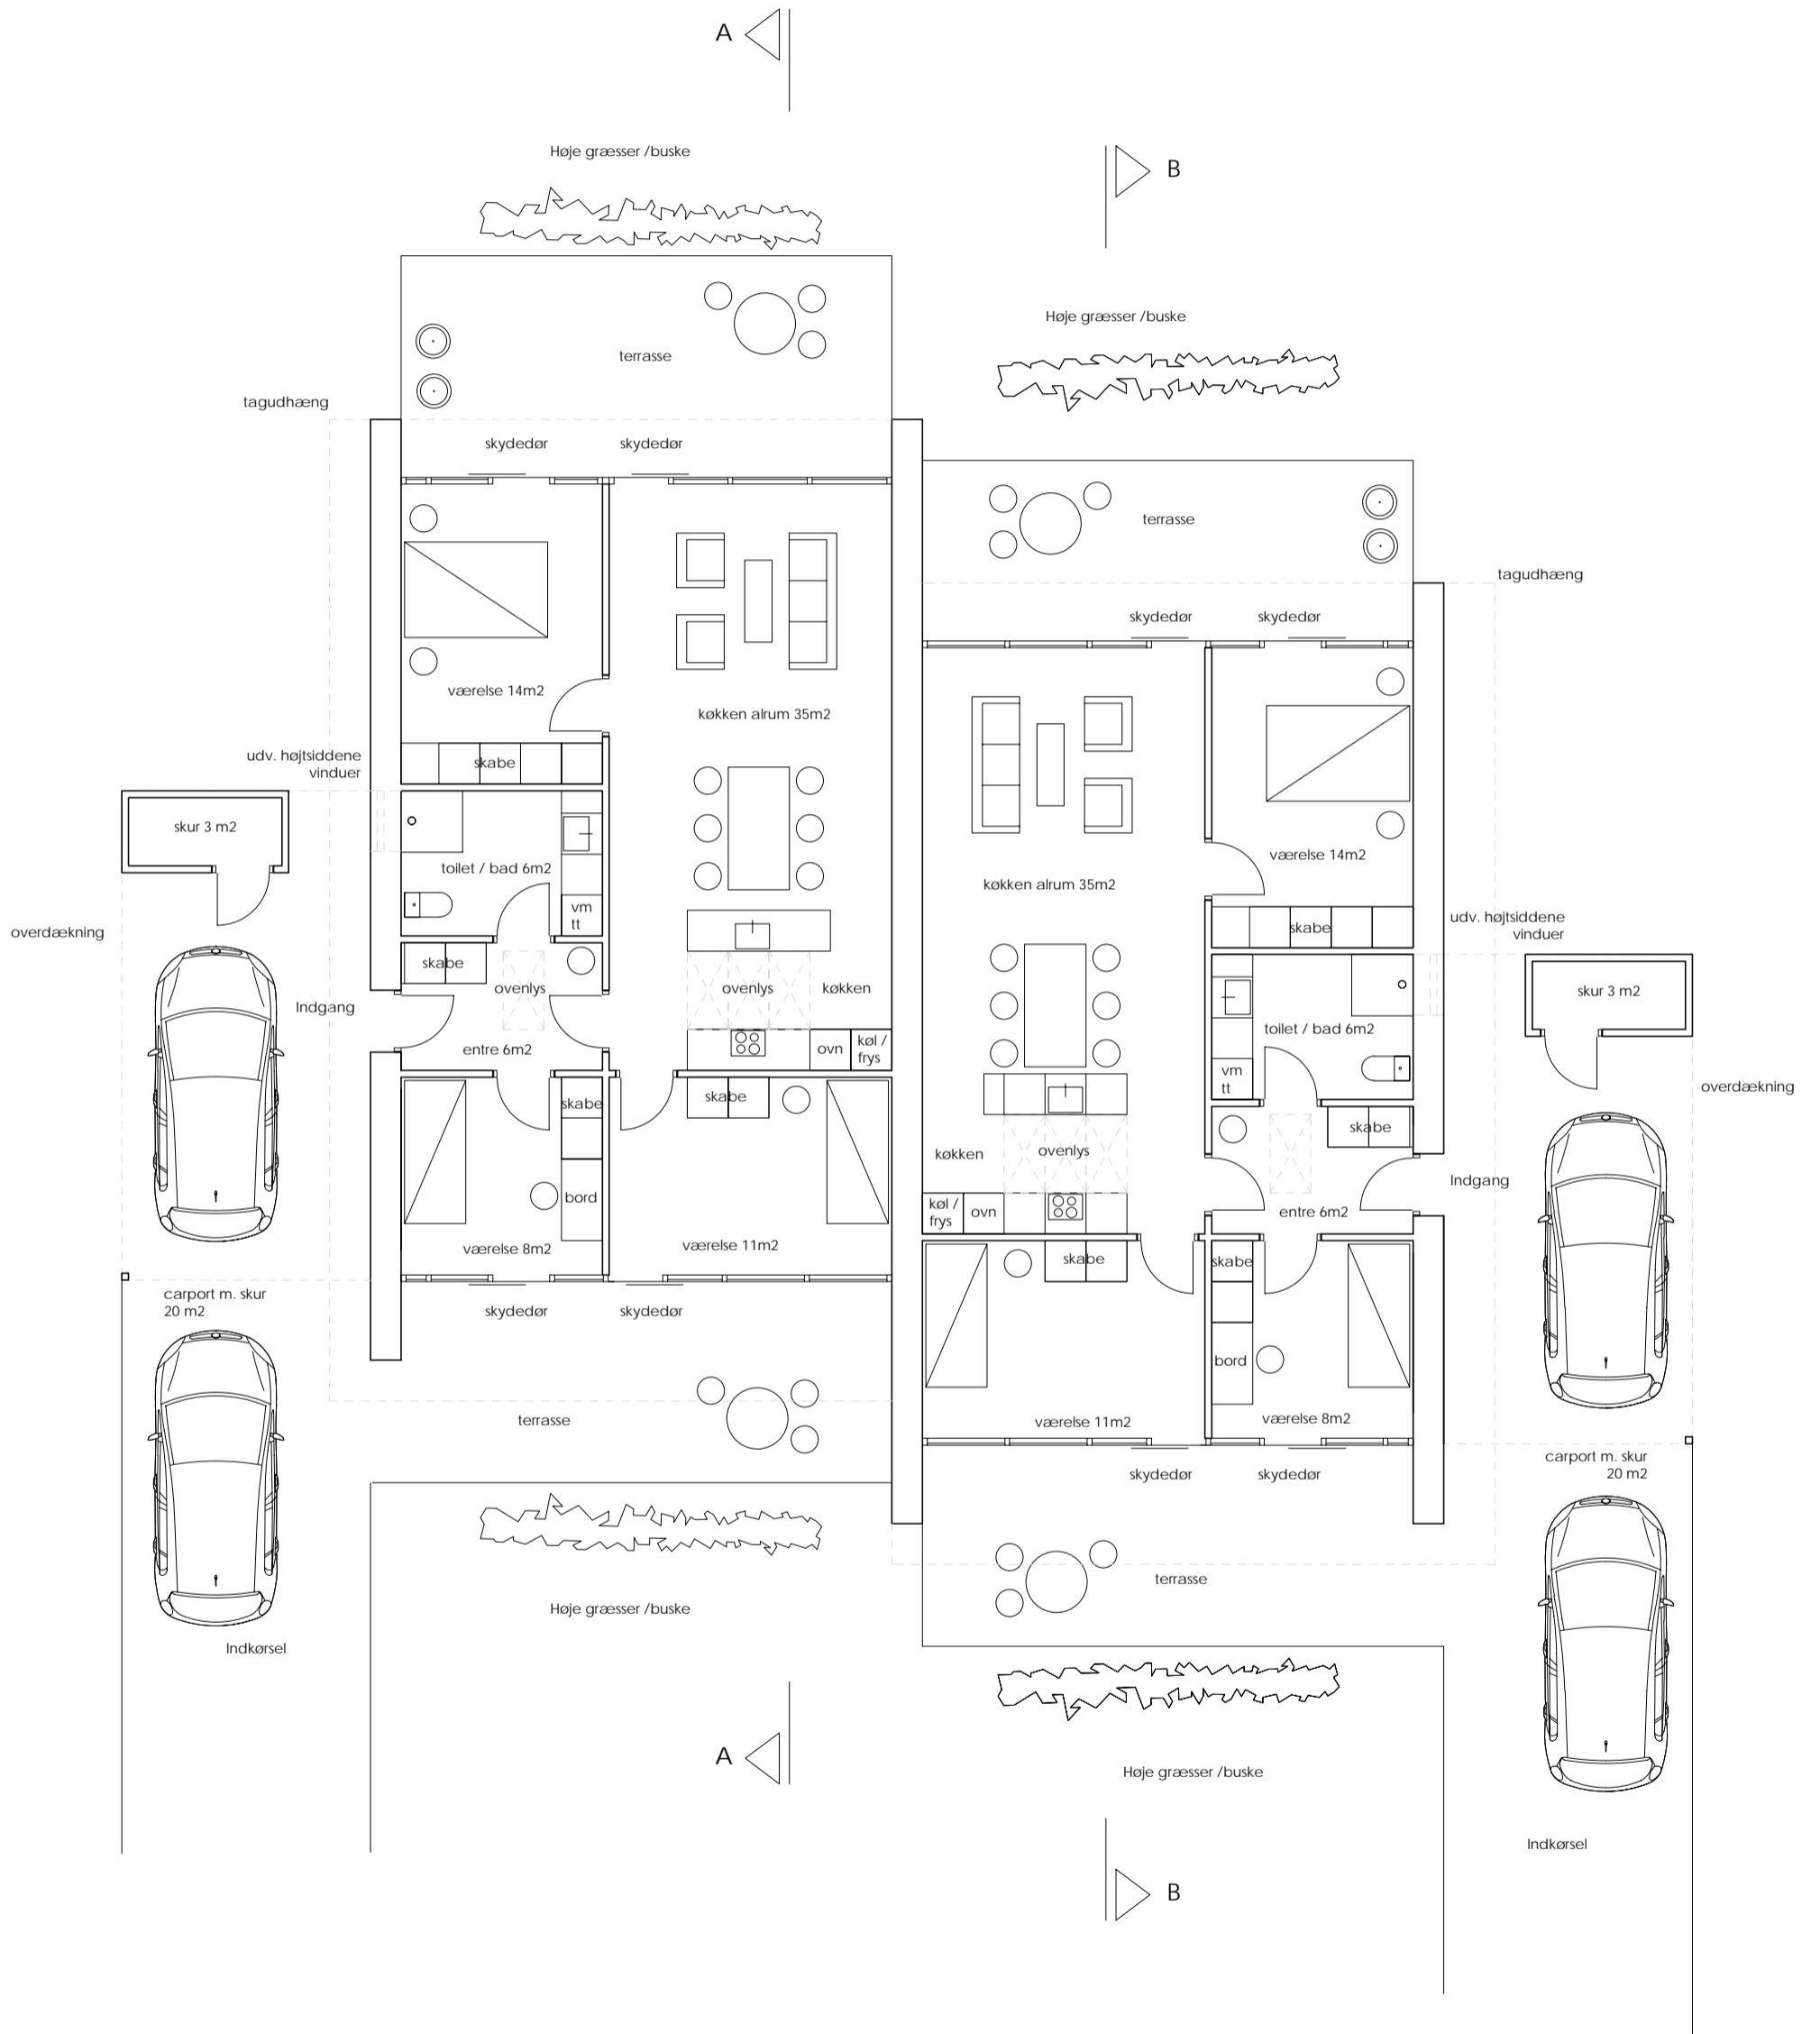 A
Høje græsser /buske
B
Høje græsser /buske
terrasse
tagudhæng
skydedør
skydedør
terrasse
tagudhæng
skydedør
skydedør
værelse 14m2
køkken alrum 35m2
udv. højtsiddene
vinduer
skabe
skur 3 m2
toilet / bad 6m2
værelse 14m2
køkken alrum 35m2
vm
tt
udv. højtsiddene
vinduer
skabe
overdækning
skabe
ovenlys
ovenlys
køkken
skur 3 m2
Indgang
toilet / bad 6m2
entre 6m2
ovn
køl /
frys
vm
tt
overdækning
skabe
skabe
skabe
køkken
ovenlys
Indgang
bord
køl /
frys
ovn
entre 6m2
værelse 8m2
værelse 11m2
skabe
skabe
carport m. skur
20 m2
skydedør
skydedør
bord
terrasse
værelse 11m2
værelse 8m2
carport m. skur
20 m2
skydedør
skydedør
terrasse
Høje græsser /buske
Indkørsel
A
Høje græsser /buske
Indkørsel
B